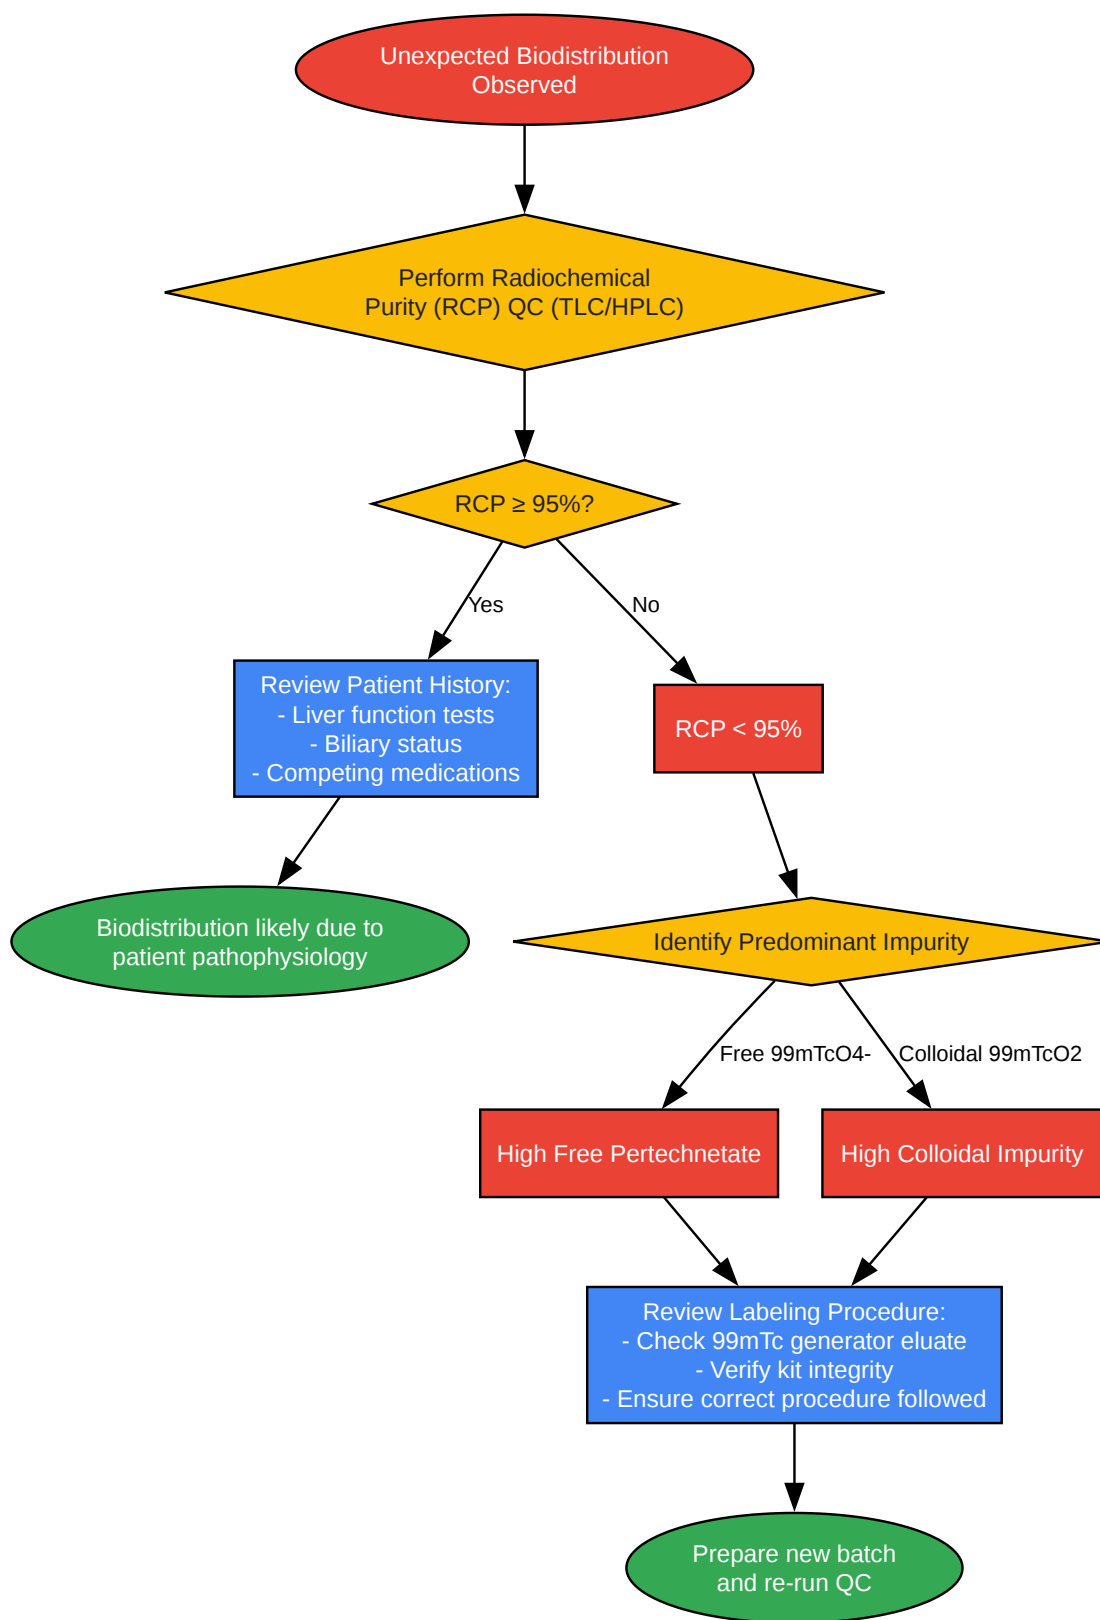 Unexpected Biodistribution
Observed
Perform Radiochemical
Purity (RCP) QC (TLC/HPLC)
RCP ≥ 95%?
Yes
No
Review Patient History:
- Liver function tests
- Biliary status
- Competing medications
RCP < 95%
Biodistribution likely due to
patient pathophysiology
Identify Predominant Impurity
Free 99mTcO4-
Colloidal 99mTcO2
High Free Pertechnetate
High Colloidal Impurity
Review Labeling Procedure:
- Check 99mTc generator eluate
- Verify kit integrity
- Ensure correct procedure followed
Prepare new batch
and re-run QC